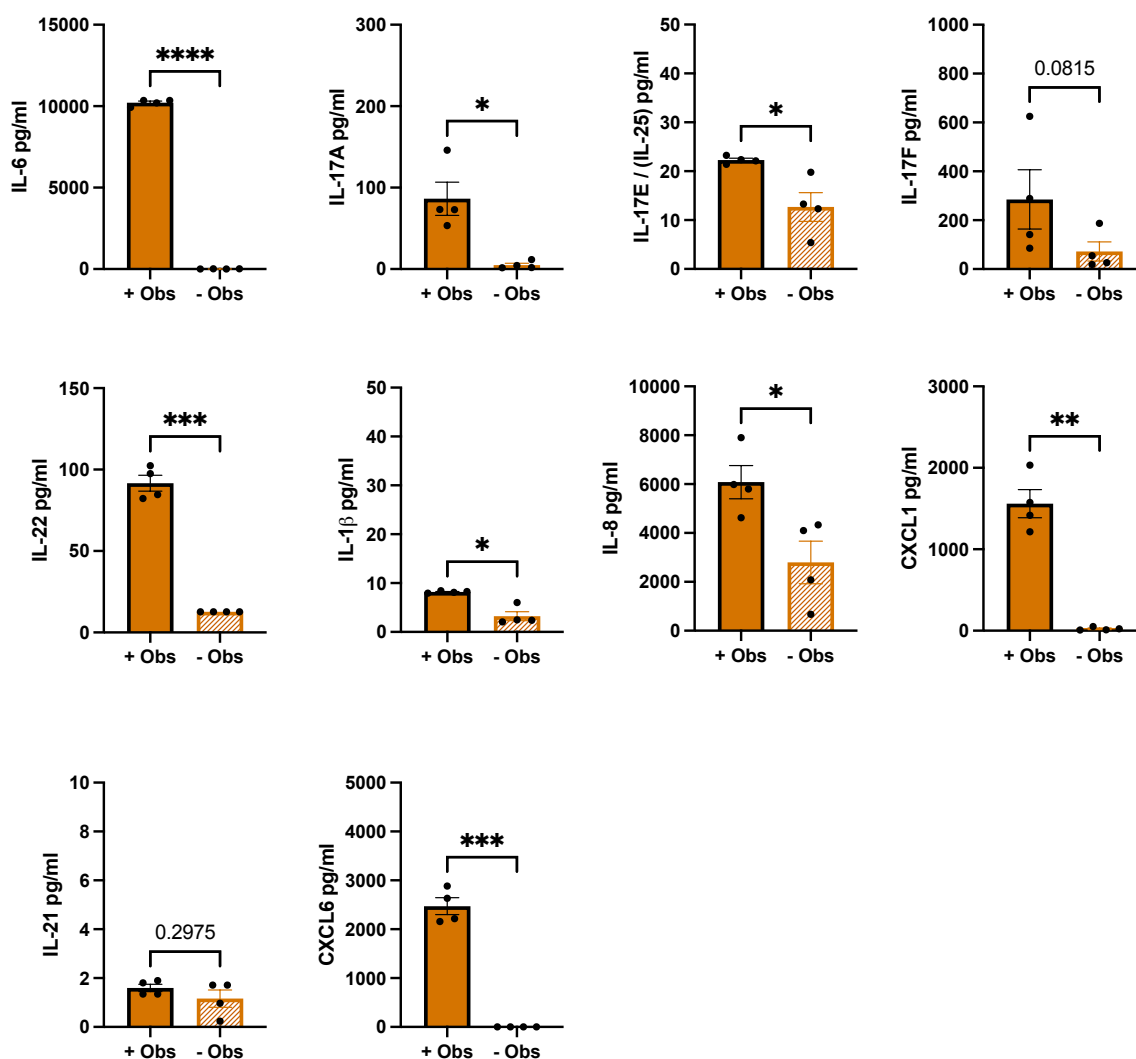 IL-6 pg/ml
15000
10000
5000
0
****
+ Obs
- Obs
IL-17A pg/ml
300
200
100
0
*
+ Obs
- Obs
IL-17E / (IL-25) pg/ml
50
40
30
20
10
0
*
+ Obs
- Obs
IL-17F pg/ml
1000
800
600
400
200
0
0.0815
+ Obs
- Obs
IL-22 pg/ml
150
100
50
0
***
+ Obs
- Obs
IL-1β pg/ml
50
40
30
20
10
0
*
+ Obs
- Obs
IL-8 pg/ml
10000
8000
6000
4000
2000
0
*
+ Obs
- Obs
CXCL1 pg/ml
3000
2000
1000
0
**
+ Obs
- Obs
IL-21 pg/ml
10
8
6
4
2
0
0.2975
+ Obs
- Obs
CXCL6 pg/ml
5000
4000
3000
2000
1000
0
***
+ Obs
- Obs